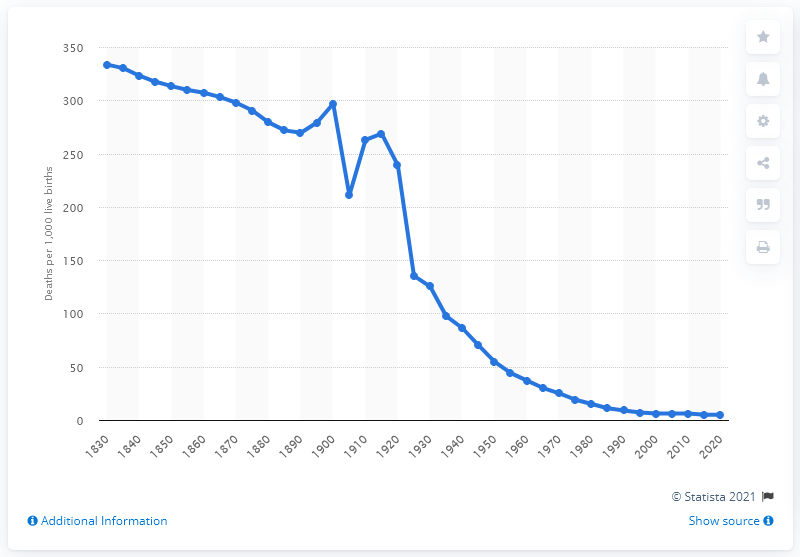 350
300
250
200
150
100
50
0
Deaths per 1,000 live births
1830 1840 1850 1860 1870 1880 1890 1900 1910 1920 1930 1940 1950 1960 1970 1980 1990 2000 2010 2020
© Statista 2021
Additional Information
Show source